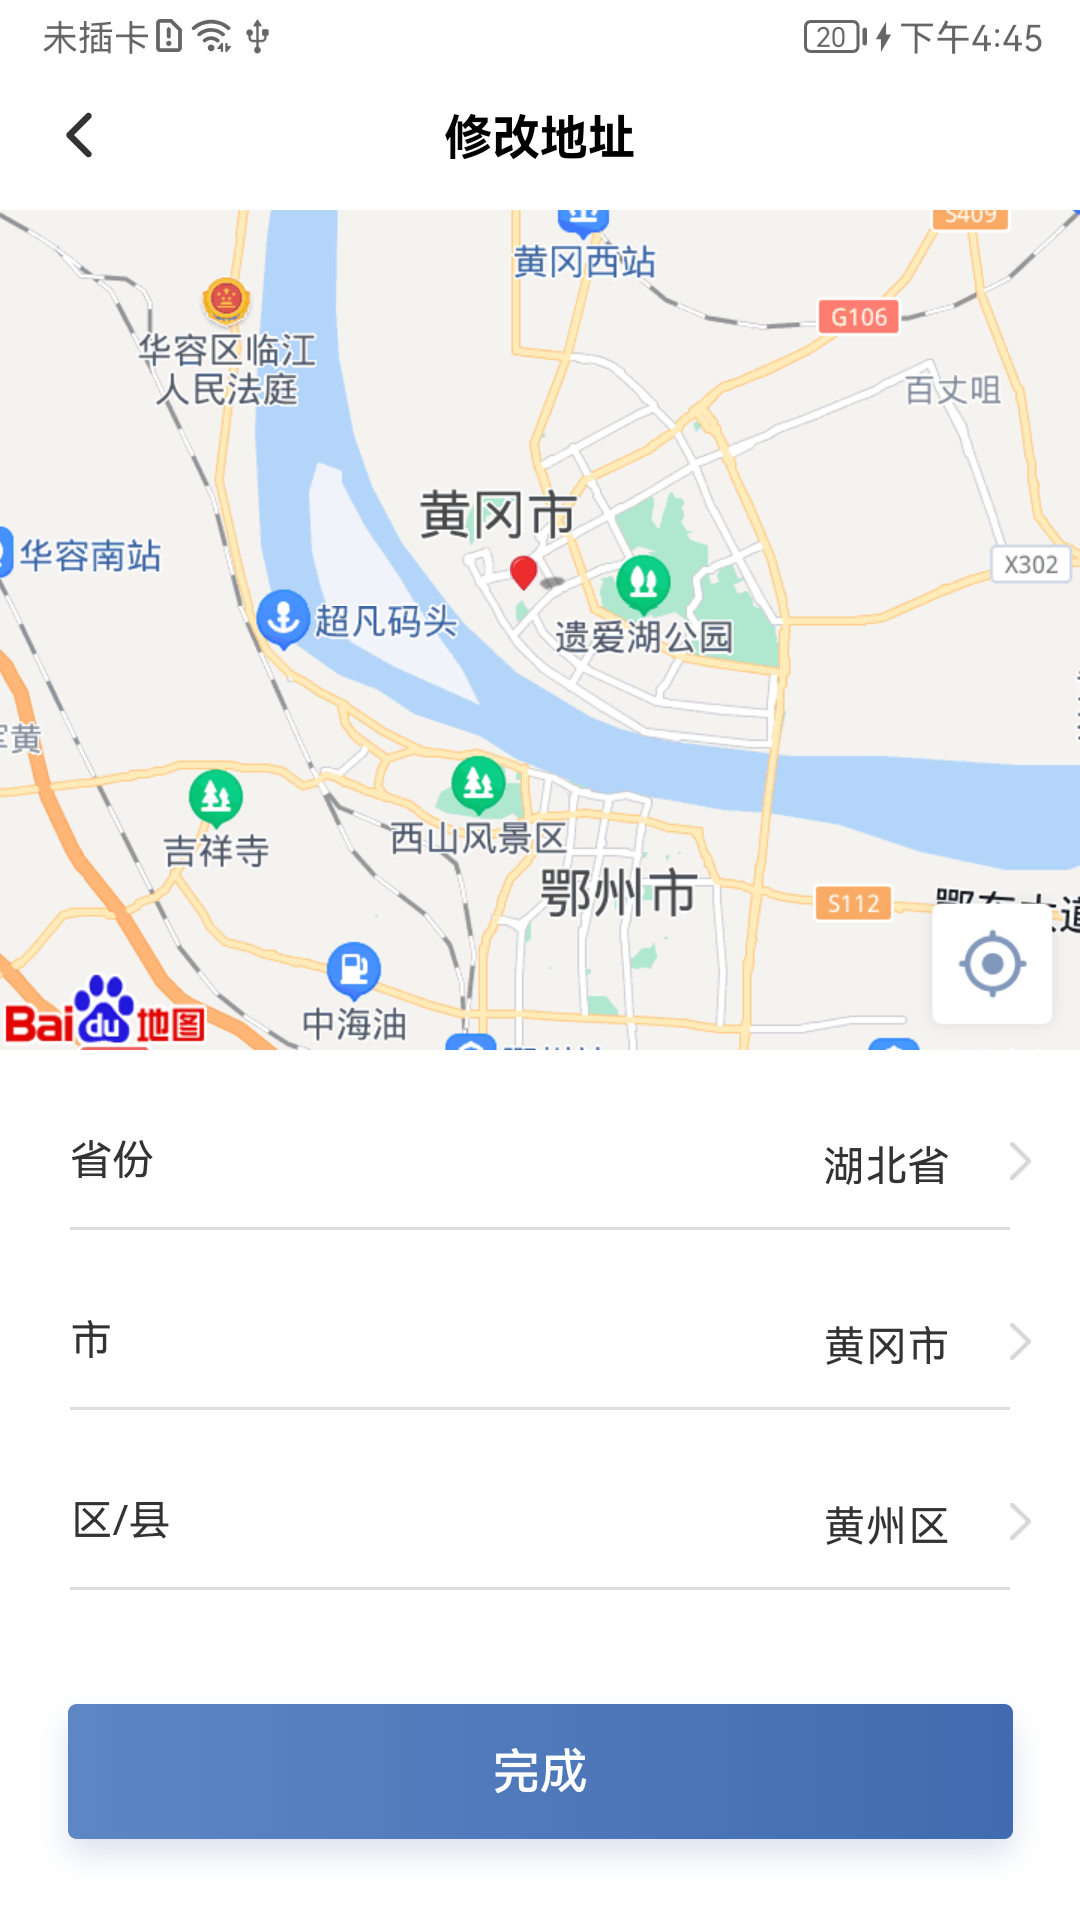 未插卡
20
下午4:45
修改地址
S409
黄冈西站
G106
华容区临江
人民法庭
百丈咀
黄冈市
华容南站
X302
超凡码头
遗爱湖公园
黄
吉祥寺
西山风景区
鄂州市
S112
鄂东大道
Baidu地图
中海油
省份
湖北省
市
黄冈市
区/县
黄州区
完成